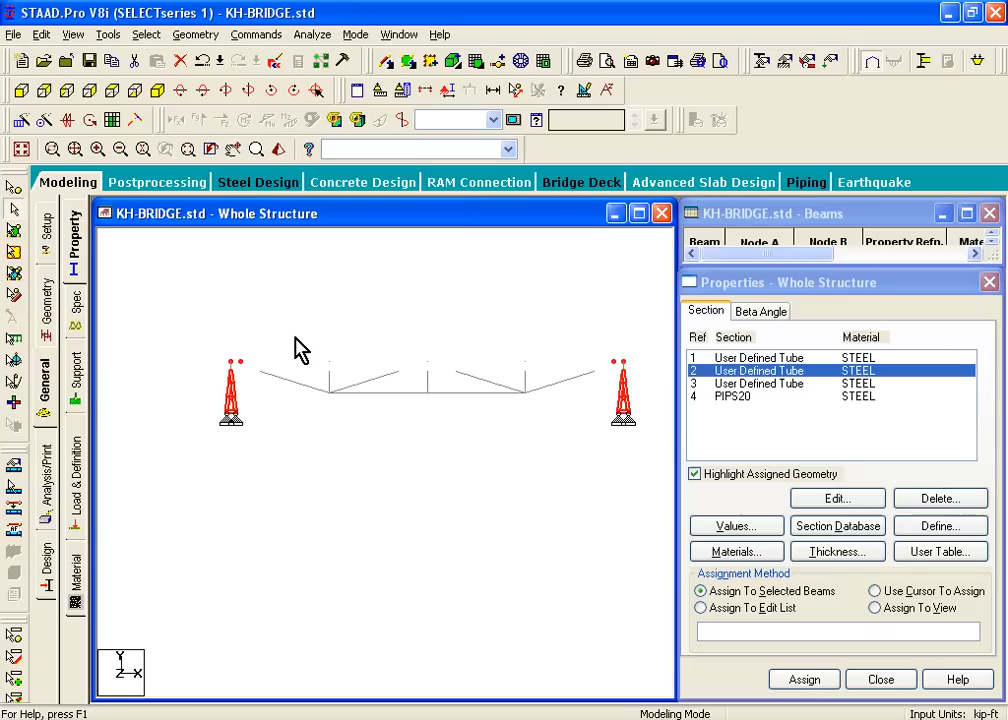 STAAD.Pro V8i (SELECTseries 1) - KH-BRIDGE.std
File Edit View Tools Select Geometry Commands Analyze Mode Window Help
Modeling Postprocessing Steel Design Concrete Design RAM Connection Bridge Deck Advanced Slab Design Piping Earthquake
Setup
Geometry
General
Analysis/Print
Design
Property
Spec
Support
Load & Definition
Material
KH-BRIDGE.std - Whole Structure
Y
Z X
KH-BRIDGE.std - Beams
Beam Node A Node B Property Refn. Mate
Properties - Whole Structure
Section Beta Angle
Ref Section Material
1 User Defined Tube STEEL
2 User Defined Tube STEEL
3 User Defined Tube STEEL
4 PIPS20 STEEL
Highlight Assigned Geometry
Edit... Delete...
Values... Section Database Define...
Materials... Thickness... User Table...
Assignment Method
Assign To Selected Beams Use Cursor To Assign
Assign To Edit List Assign To View
Assign Close Help
For Help, press F1 Modeling Mode Input Units: kip-ft